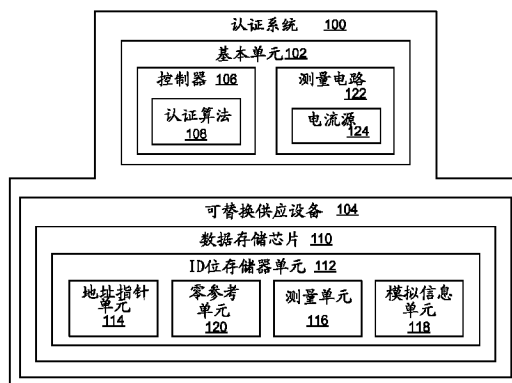 认证系统 100
基本单元102
控制器 106
认证算法
108
测量电路
122
电流源
124
可替换供应设备 104
数据存储芯片 110
ID位存储器单元 112
地址指针
单元
114
零参考
单元
120
测量单元
116
模拟信息
单元
118